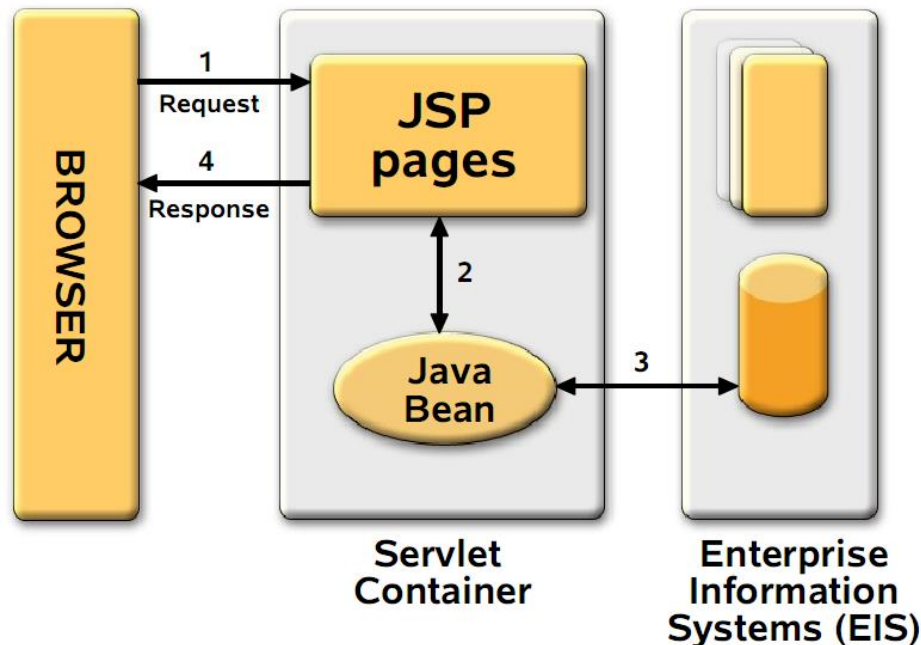 BROWSER
1
Request
4
Response
JSP
pages
2
Java
Bean
3
Servlet
Container
Enterprise
Information
Systems (EIS)